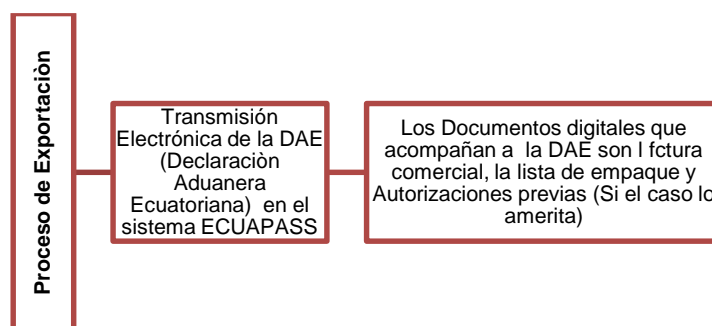 Proceso de Exportaciòn
Transmisión
Electrónica de la DAE
(Declaraciòn
Aduanera
Ecuatoriana)  en el
sistema ECUAPASS
Los Documentos digitales que
acompañan a  la DAE son l fctura
comercial, la lista de empaque y
Autorizaciones previas (Si el caso lo
amerita)